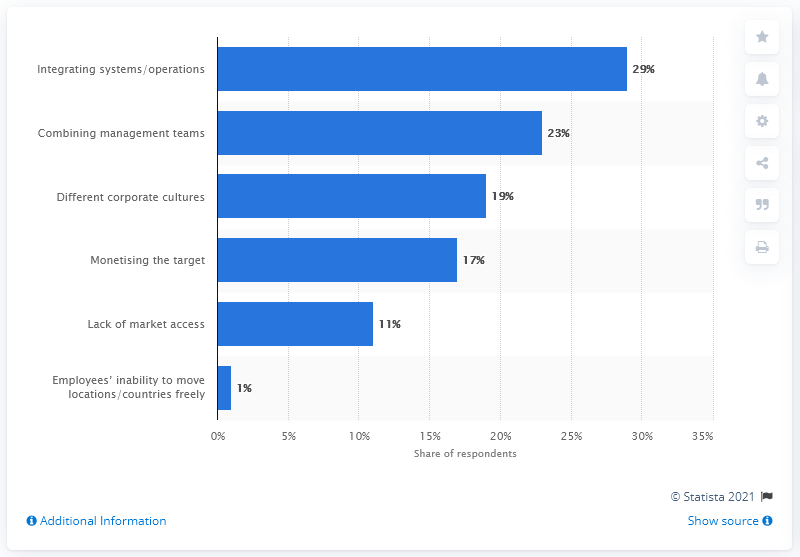 Integrating systems/operations
29%
Combining management teams
23%
Different corporate cultures
19%
Monetising the target
17%
Lack of market access
11%
Employees’ inability to move
locations/countries freely
1%
0% 5% 10% 15% 20% 25% 30% 35%
Share of respondents
© Statista 2021
Additional Information
Show source